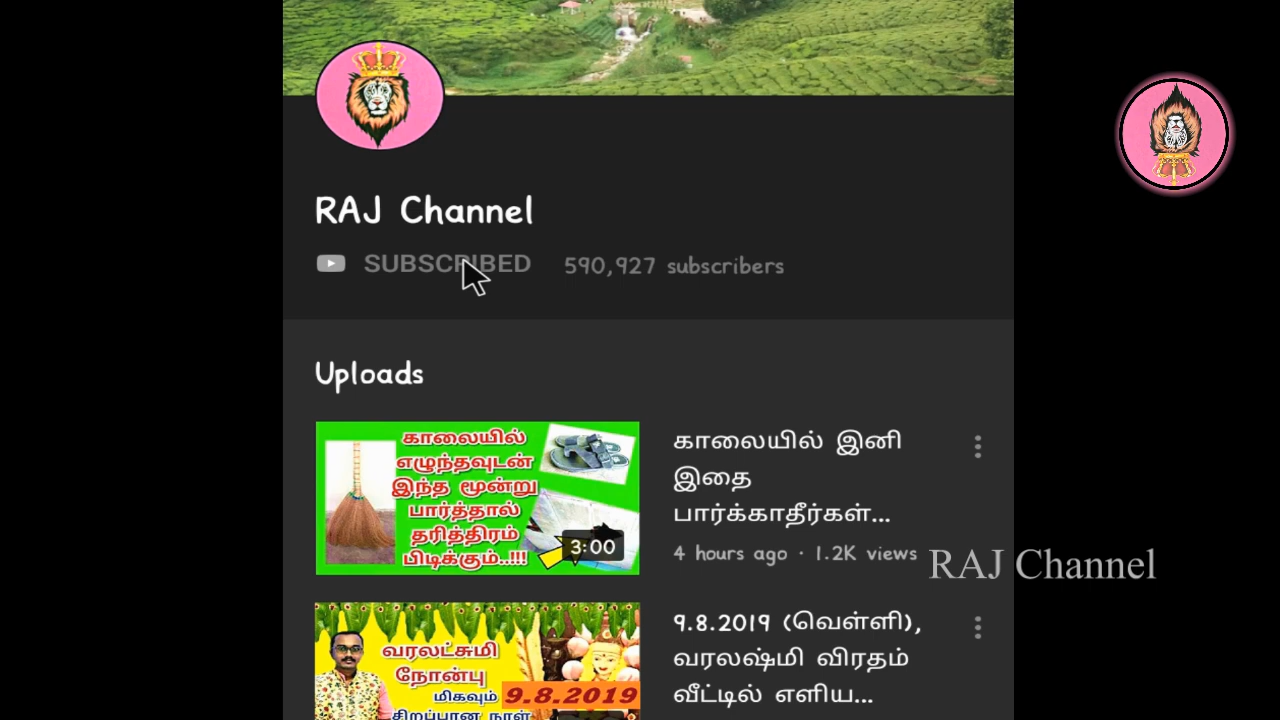 RAJ Channel
SUBSCRIBED 590,927 subscribers
Uploads
காலையில்
எழுந்தவுடன்
இந்த மூன்று
பார்த்தால்
தரித்திரம்
பிடிக்கும்..!!!
3:00
காலையில் இனி
இதை
பார்க்காதீர்கள்...
4 hours ago · 1.2K views
RAJ Channel
வரலட்சுமி
நோன்பு
மிகவும் 9.8.2019
சிறப்பான நாள்
9.8.2019 (வெள்ளி),
வரலஷ்மி விரதம்
வீட்டில் எளிய...